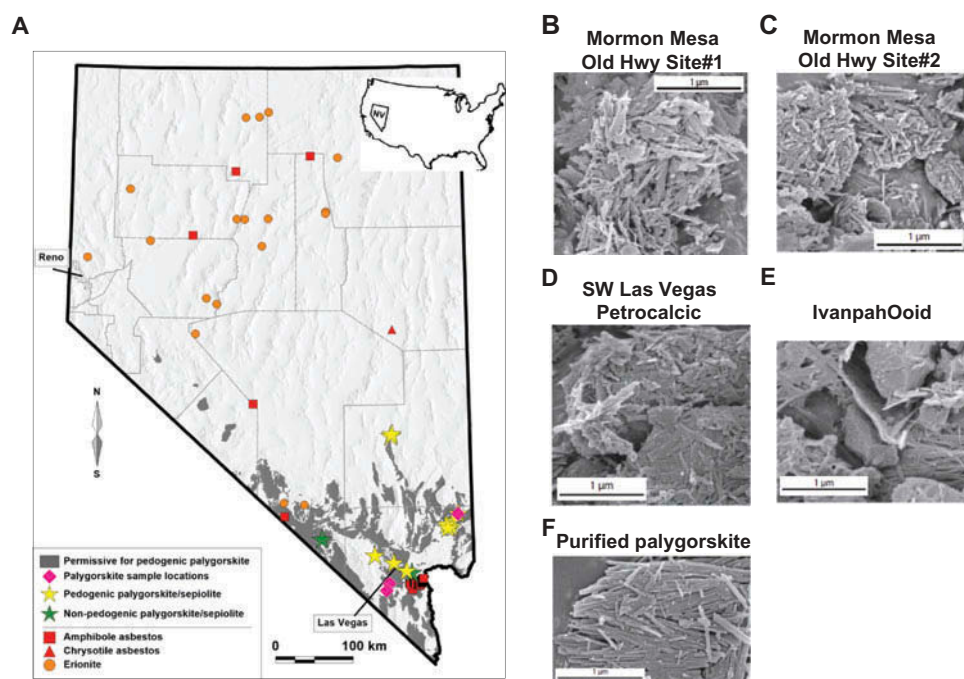 A
NV
Reno
N
S
Las Vegas
Permissive for pedogenic palygorskite
Palygorskite sample locations
Pedogenic palygorskite/sepiolite
Non-pedogenic palygorskite/sepiolite
Amphibole asbestos
Chrysotile asbestos
Erionite
0
100 km
B
Mormon Mesa
Old Hwy Site#1
1 µm
C
Mormon Mesa
Old Hwy Site#2
1 µm
D
SW Las Vegas
Petrocalcic
1 µm
E
IvanpahOoid
1 µm
F
Purified palygorskite
1 µm